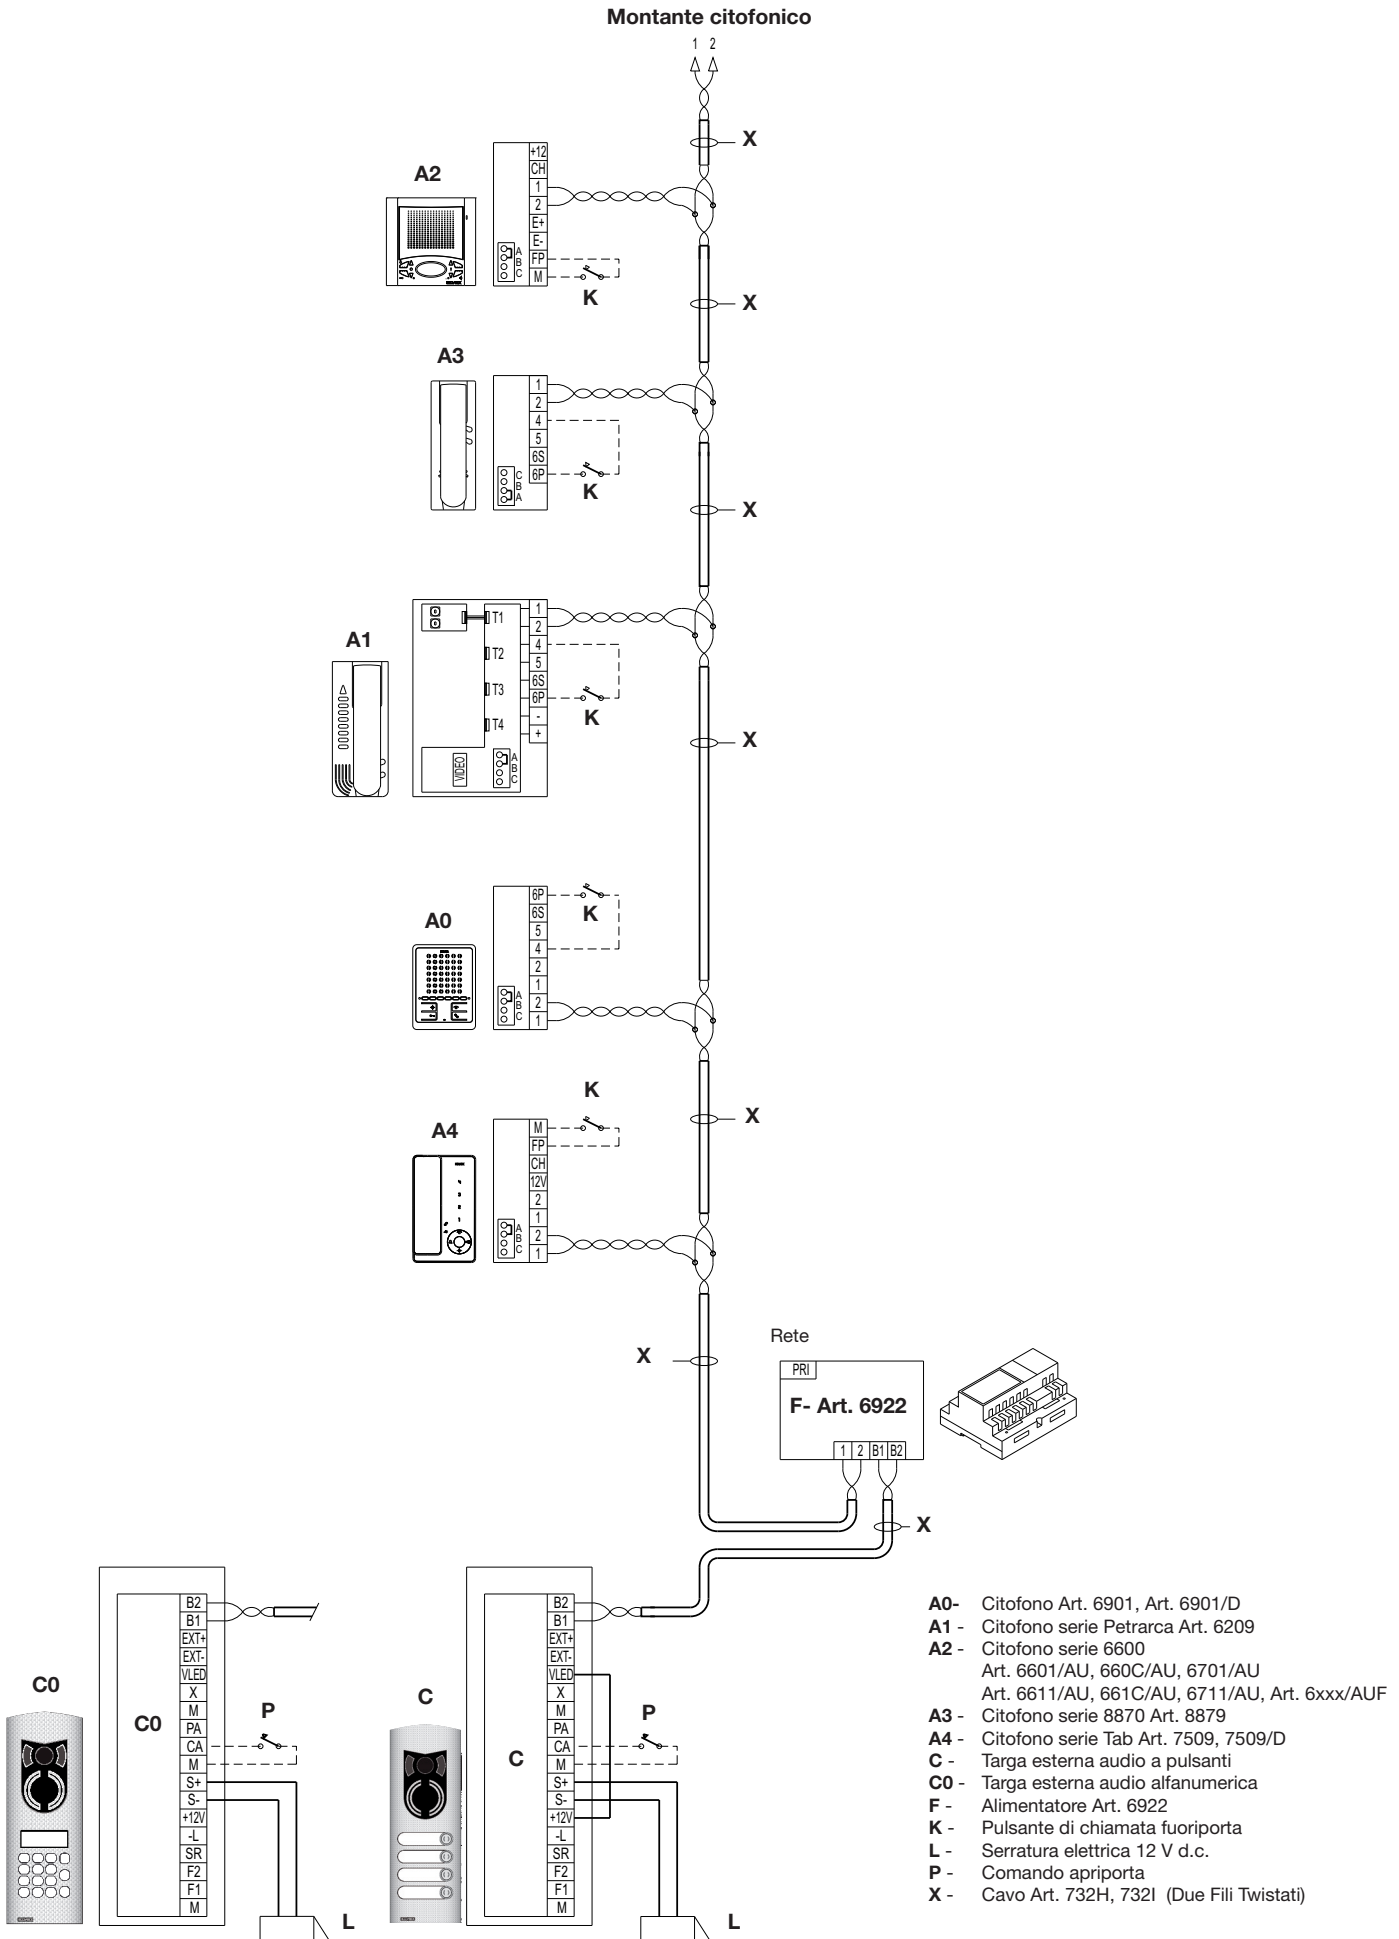 Montante citofonico
1 2
X
A2
+12
CH
1
2
E+
E-
FP
M
A
B
C
K
X
A3
1
2
4
5
6S
6P
C
B
A
K
X
A1
T1
T2
T3
T4
1
2
4
5
6S
6P
-
+
VIDEO
A
B
C
K
X
A0
6P
6S
5
4
2
1
2
1
A
B
C
K
X
A4
K
M
FP
CH
12V
2
1
2
1
A
B
C
X
Rete
PRI
F- Art. 6922
1 2 B1 B2
X
C0
C0
B2
B1
EXT+
EXT-
VLED
X
M
PA
CA
M
S+
S-
+12V
-L
SR
F2
F1
M
P
L
C
C
B2
B1
EXT+
EXT-
VLED
X
M
PA
CA
M
S+
S-
+12V
-L
SR
F2
F1
M
P
L
A0- Citofono Art. 6901, Art. 6901/D
A1 - Citofono serie Petrarca Art. 6209
A2 - Citofono serie 6600
Art. 6601/AU, 660C/AU, 6701/AU
Art. 6611/AU, 661C/AU, 6711/AU, Art. 6xxx/AUF
A3 - Citofono serie 8870 Art. 8879
A4 - Citofono serie Tab Art. 7509, 7509/D
C - Targa esterna audio a pulsanti
C0 - Targa esterna audio alfanumerica
F - Alimentatore Art. 6922
K - Pulsante di chiamata fuoriporta
L - Serratura elettrica 12 V d.c.
P - Comando apriporta
X - Cavo Art. 732H, 732I (Due Fili Twistati)